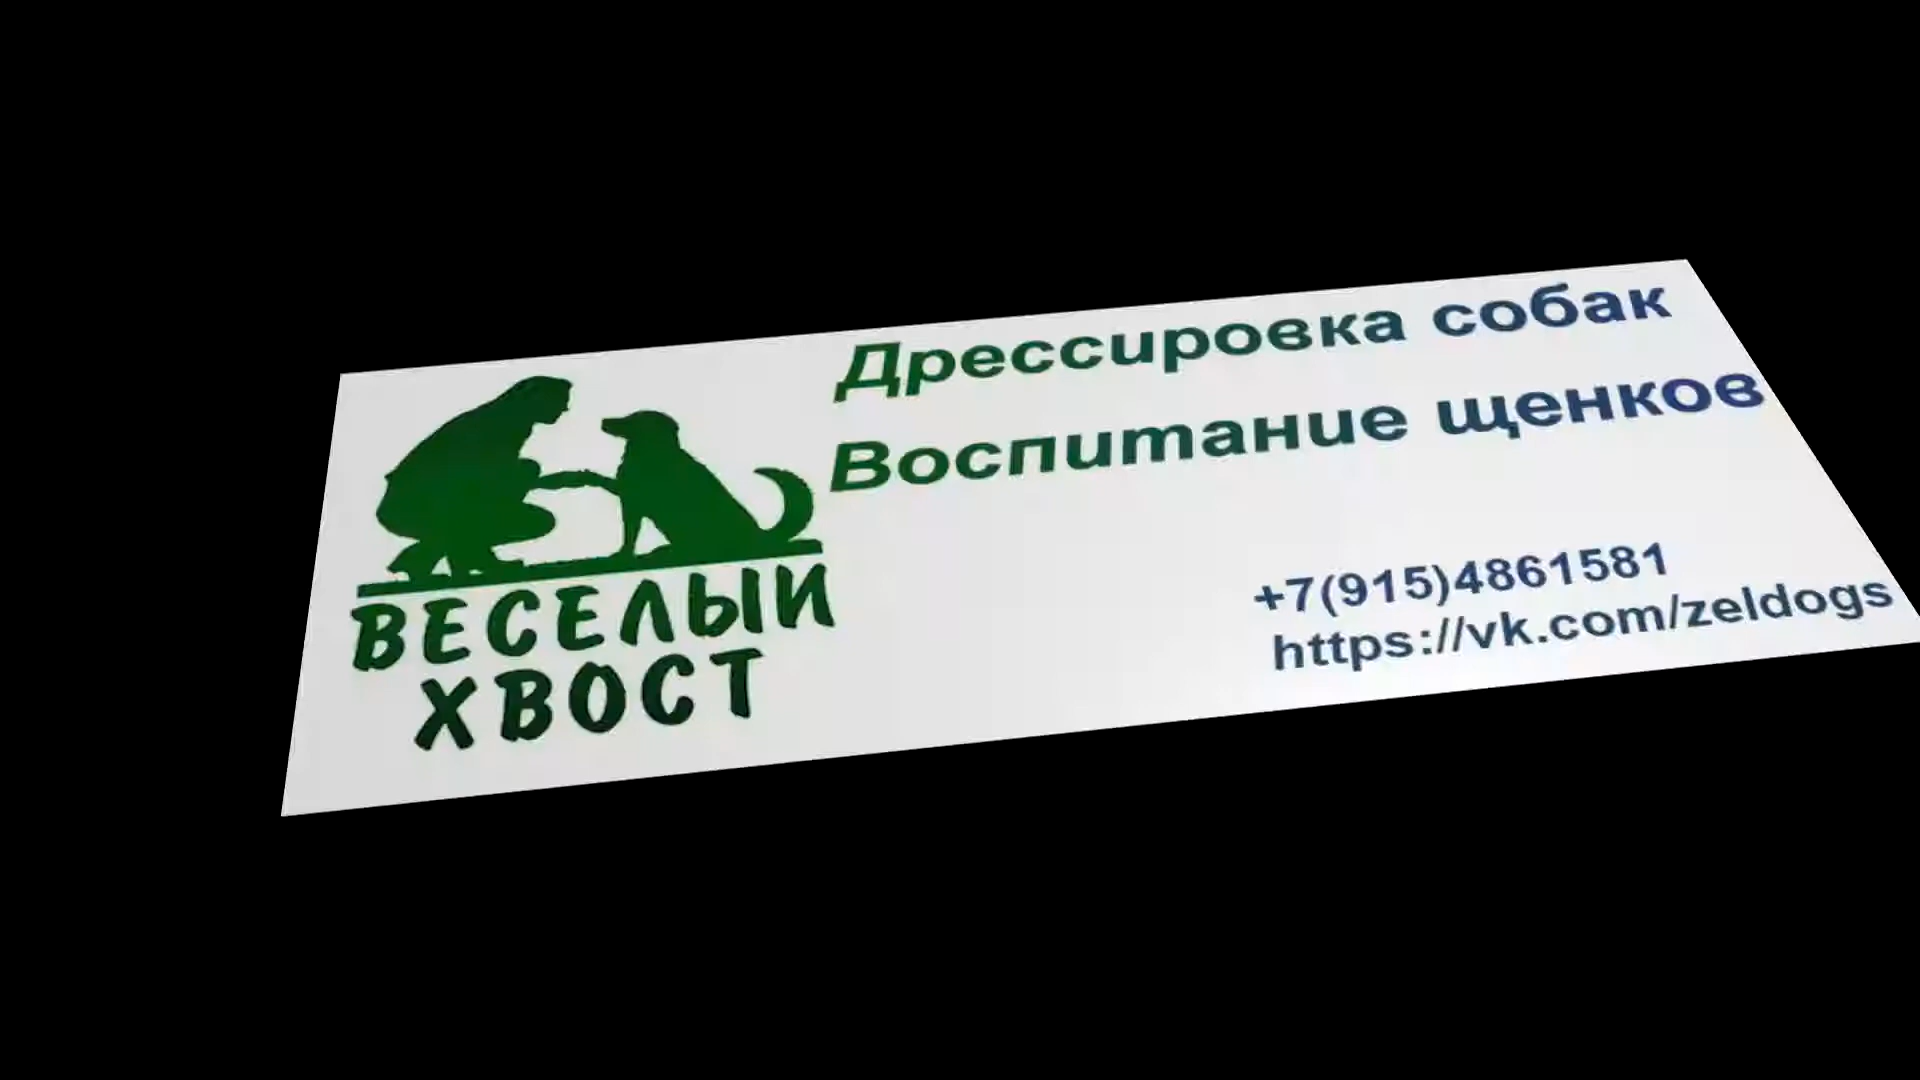 Дрессировка собак
Воспитание щенков
ВЕСЕЛЫЙ
ХВОСТ
+7(915)4861581
https://vk.com/zeldogs